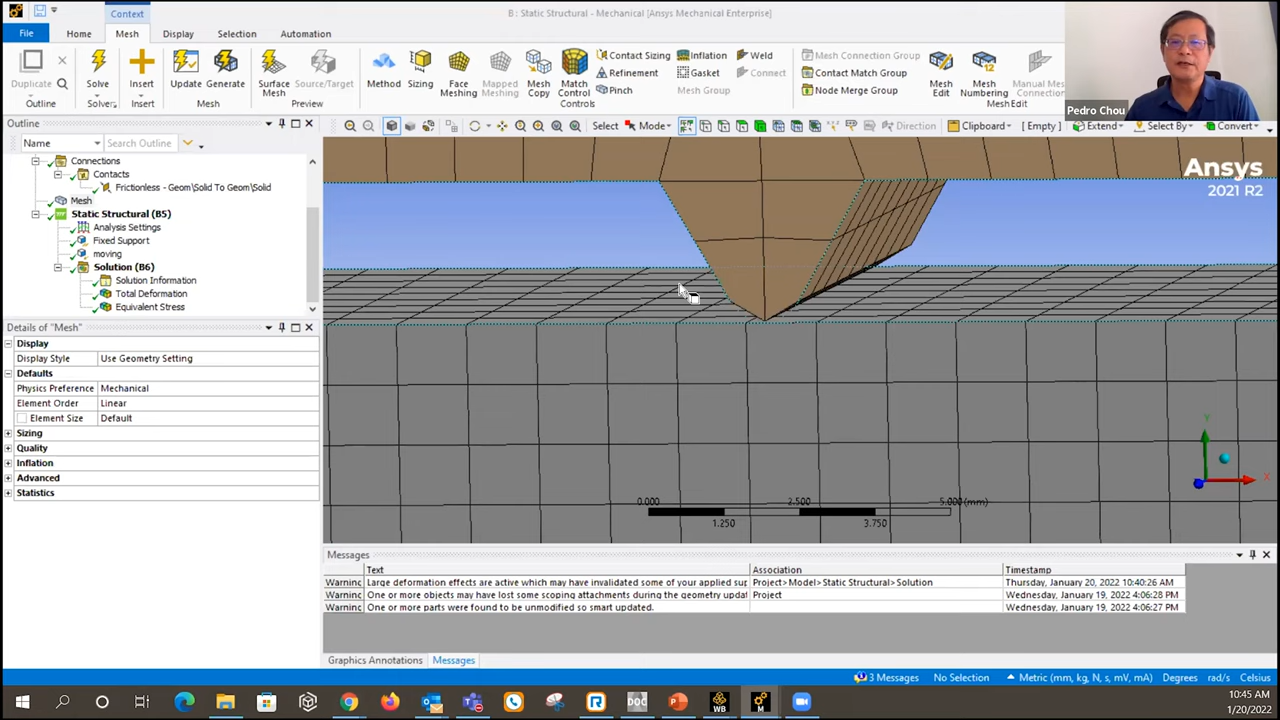 Context
B : Static Structural - Mechanical [Ansys Mechanical Enterprise]
File
Home
Mesh
Display
Selection
Automation
Duplicate
Outline
Solve
Solver
Insert
Insert
Update
Generate
Mesh
Surface
Mesh
Source/Target
Preview
Method
Sizing
Face
Meshing
Mapped
Meshing
Mesh
Copy
Match
Control
Contact Sizing
Refinement
Pinch
Inflation
Gasket
Mesh Group
Weld
Connect
Controls
Mesh Connection Group
Contact Match Group
Node Merge Group
Mesh
Edit
Mesh
Numbering
Manual Mesh
Connection
Mesh Edit
Pedro Chou
Outline
Name
Search Outline
Select
Mode
Direction
Clipboard
[ Empty ]
Extend
Select By
Convert
Connections
Contacts
Frictionless - Geom\Solid To Geom\Solid
Mesh
Static Structural (B5)
Analysis Settings
Fixed Support
moving
Solution (B6)
Solution Information
Total Deformation
Equivalent Stress
Ansys
2021 R2
Details of "Mesh"
Display
Display Style Use Geometry Setting
Defaults
Physics Preference Mechanical
Element Order Linear
Element Size Default
Sizing
Quality
Inflation
Advanced
Statistics
Y
X
0.000 2.500 5.000 (mm)
1.250 3.750
Messages
Text Association Timestamp
Warninc Large deformation effects are active which may have invalidated some of your applied sup Project>Model>Static Structural>Solution Thursday, January 20, 2022 10:40:26 AM
Warninc One or more objects may have lost some scoping attachments during the geometry updat Project Wednesday, January 19, 2022 4:06:28 PM
Warninc One or more parts were found to be unmodified so smart updated. Wednesday, January 19, 2022 4:06:27 PM
Graphics Annotations Messages
3 Messages No Selection Metric (mm, kg, N, s, mV, mA) Degrees rad/s Celsius
10:45 AM
1/20/2022